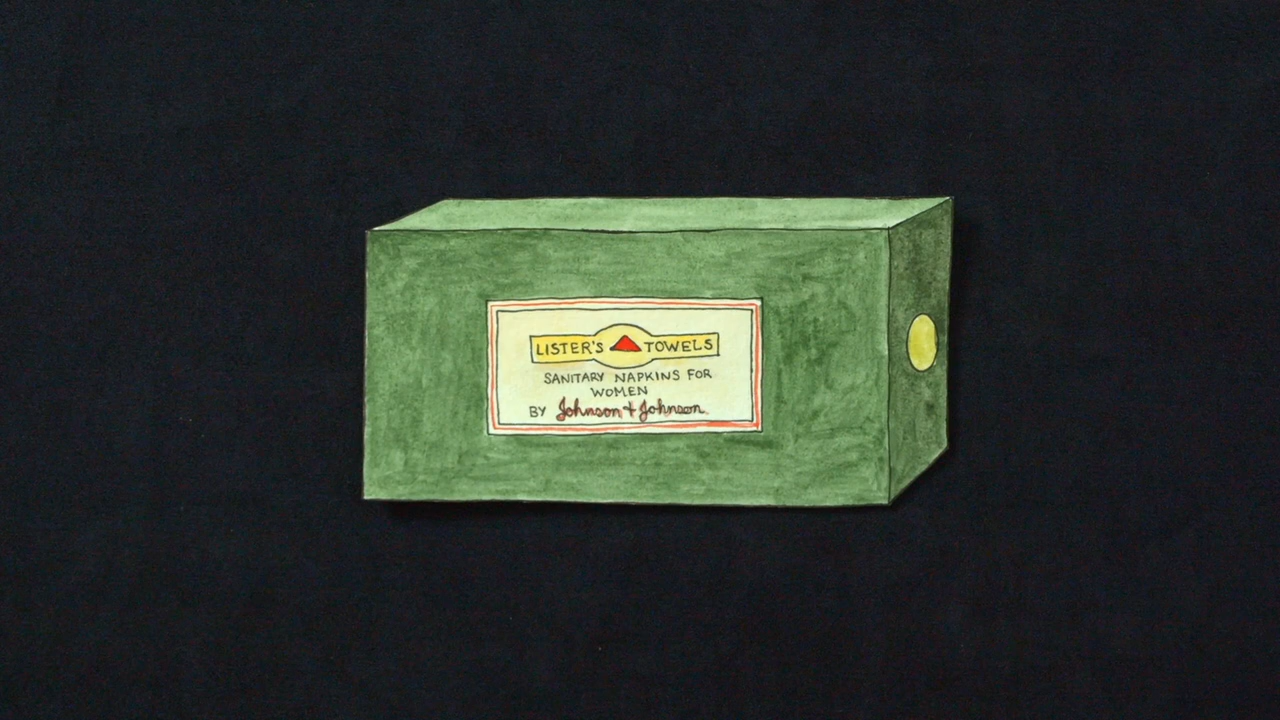 LISTER'S TOWELS
SANITARY NAPKINS FOR
WOMEN
BY Johnson & Johnson